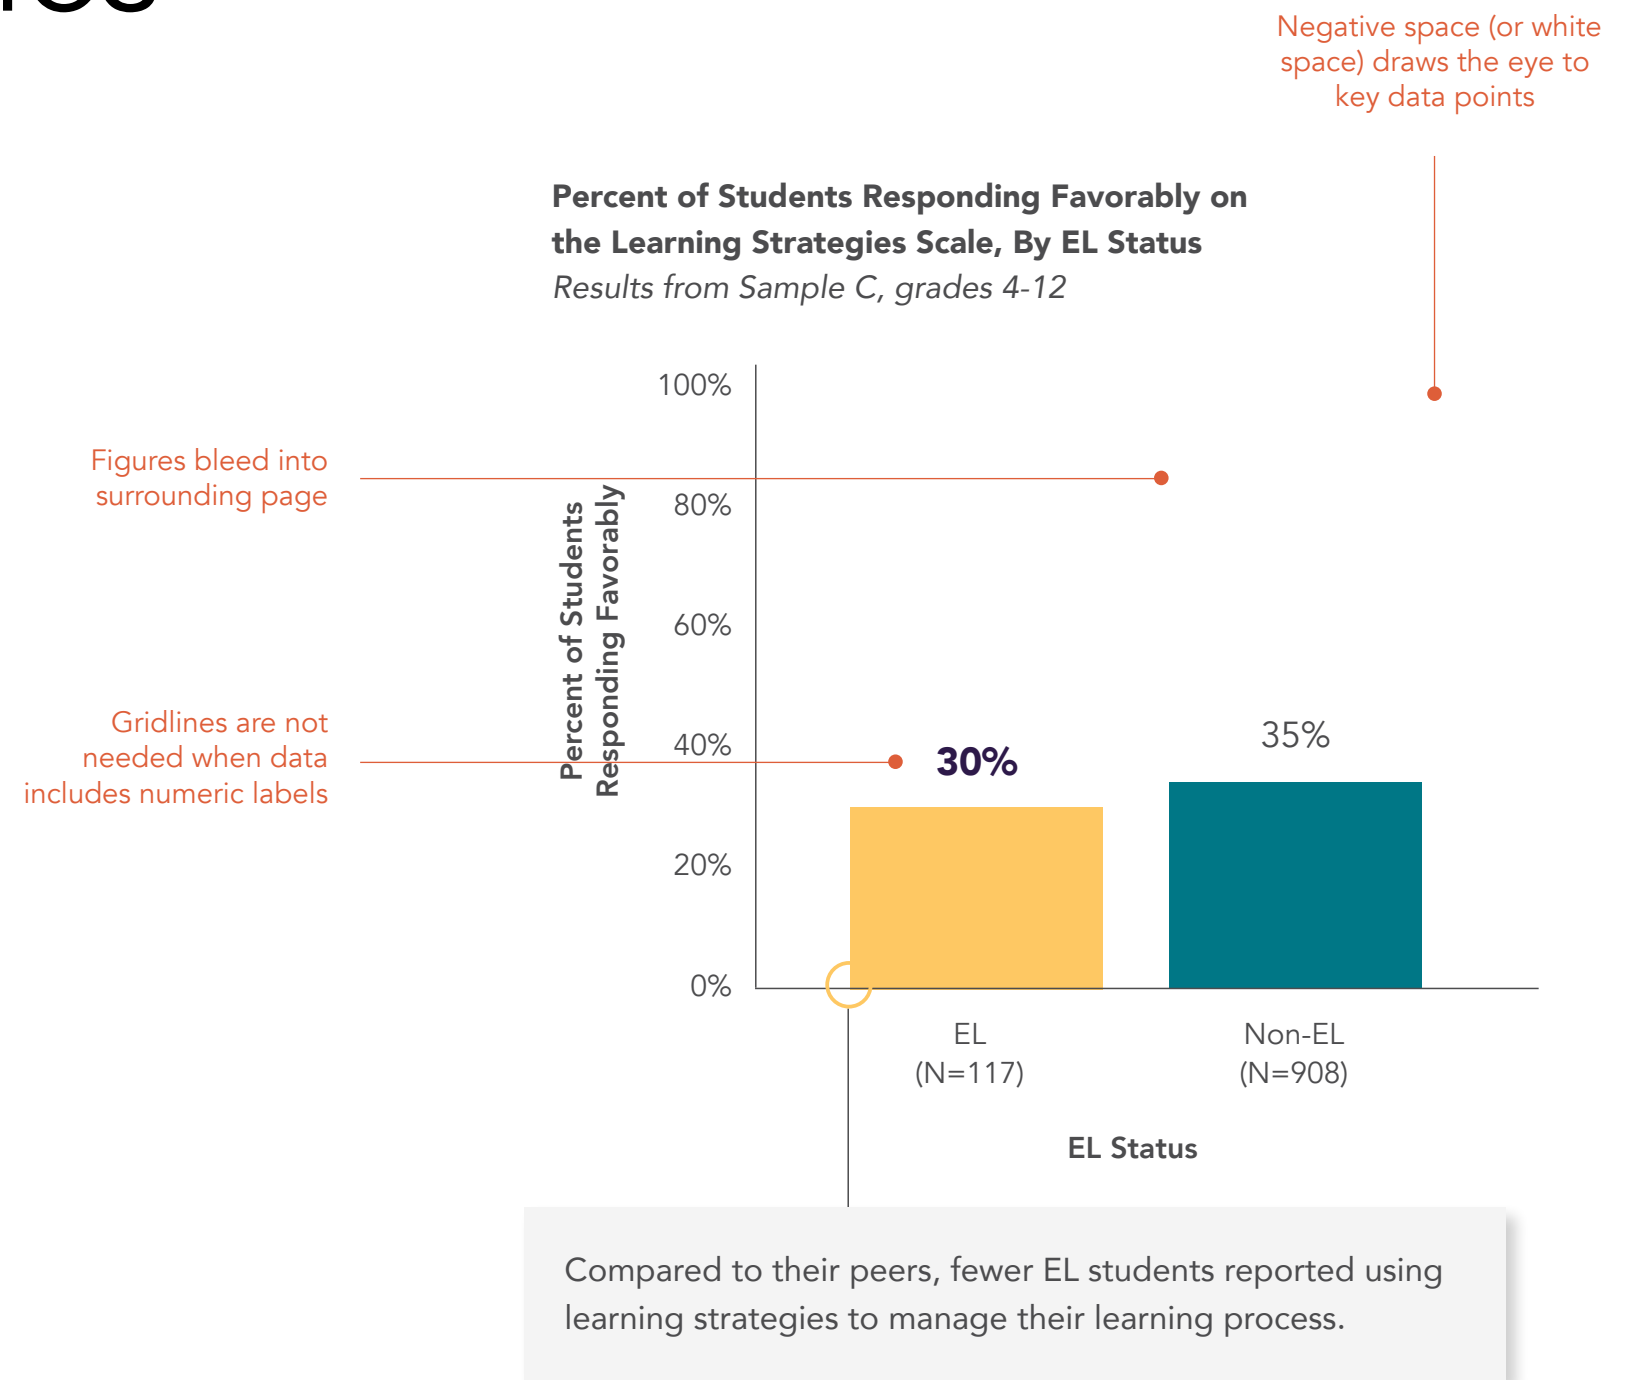 Negative space (or white
space) draws the eye to
key data points
Percent of Students Responding Favorably on
the Learning Strategies Scale, By EL Status
Results from Sample C, grades 4-12
100%
80%
60%
40%
20%
0%
Percent of Students
Responding Favorably
Figures bleed into
surrounding page
Gridlines are not
needed when data
includes numeric labels
30%
35%
EL
(N=117)
Non-EL
(N=908)
EL Status
Compared to their peers, fewer EL students reported using
learning strategies to manage their learning process.